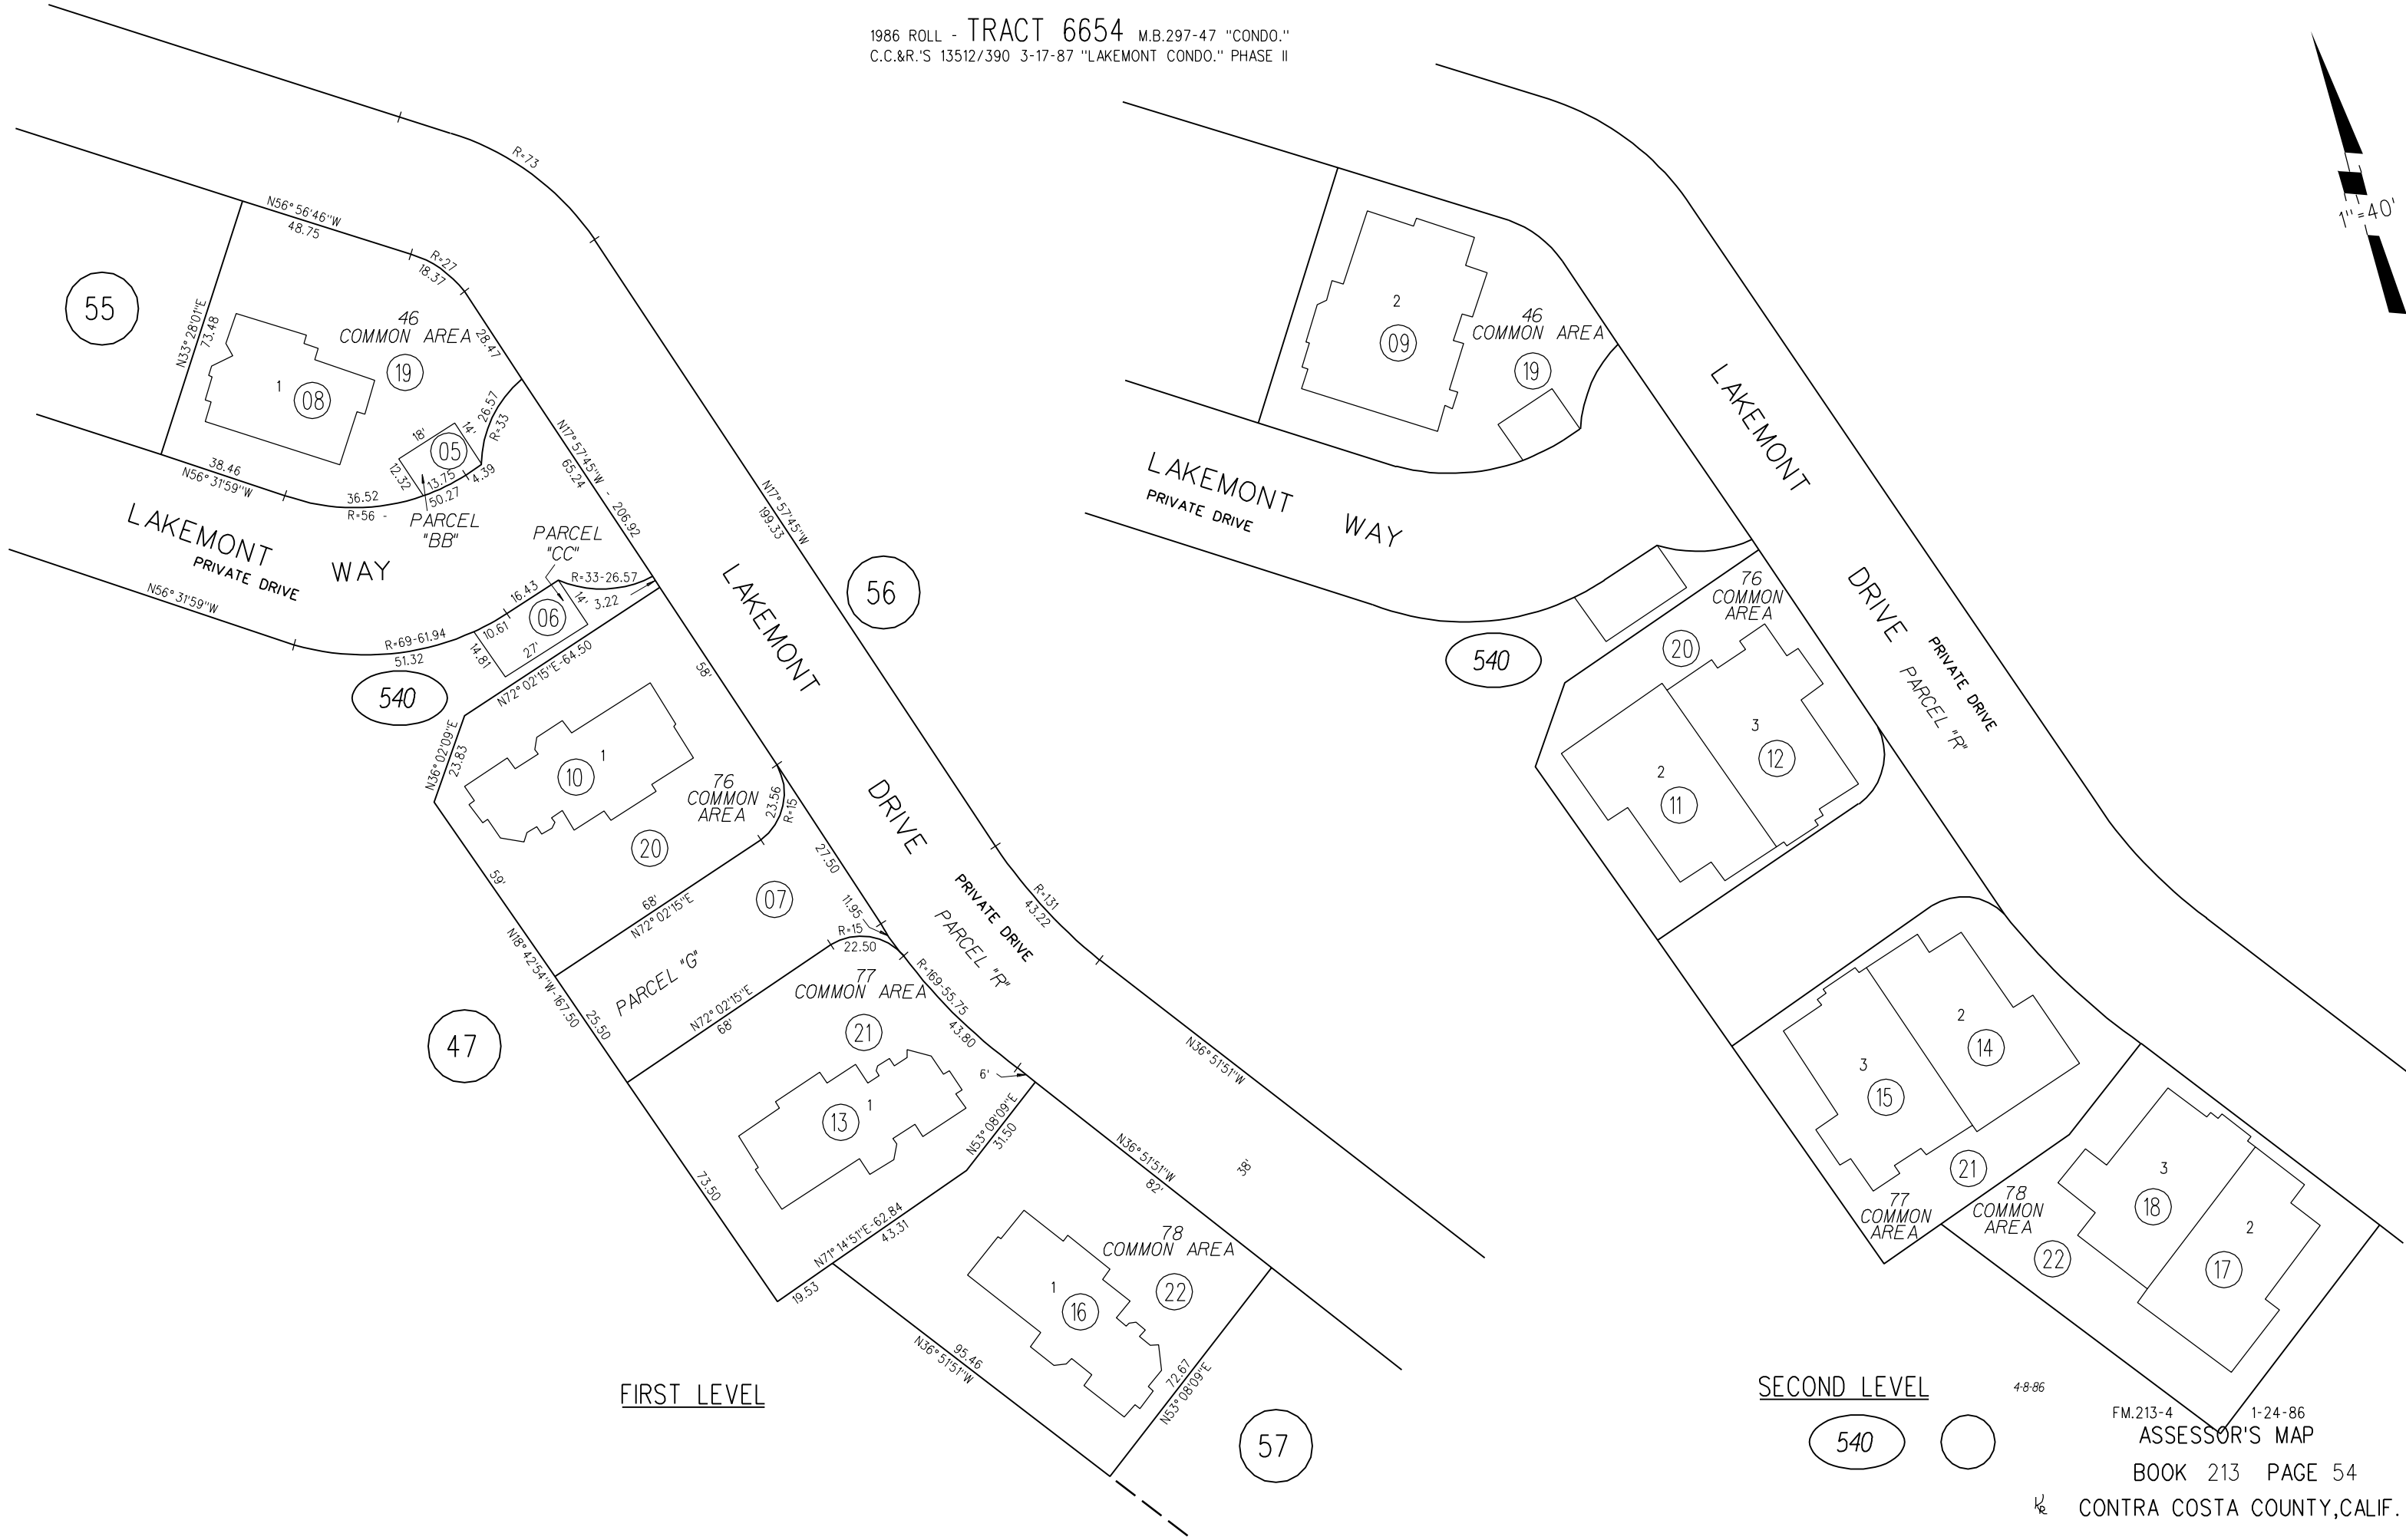 1986 ROLL - TRACT 6654 M.B.297-47 "CONDO."
C.C.&R.'S 13512/390 3-17-87 "LAKEMONT CONDO." PHASE II
1"=40'
R=73
N56°56'46"W
48.75
R=27
18.37
55
N33°28'01"E
73.48
46
COMMON AREA
19
28.47
1
08
18'
14'
05
26.57
R=33
12.32
13.75
4.39
50.27
38.46
N56°31'59"W
36.52
R=56 -
PARCEL
"BB"
N17°57'45"W - 206.92
65.24
N17°57'45"W
199.33
LAKEMONT
WAY
PRIVATE DRIVE
N56°31'59"W
PARCEL
"CC"
R=33-26.57
3.22
16.43
14'
06
10.61
27'
14.81
R=69-61.94
51.32
540
N72°02'15"E-64.50
58'
56
LAKEMONT
DRIVE
PRIVATE DRIVE
PARCEL "R"
N36°02'09"E
23.83
10
1
76
COMMON
AREA
20
23.56
R=15
27.50
59'
68'
N72°02'15"E
07
11.95
R=15
22.50
PARCEL "G"
N18°42'54"W-167.50
25.50
47
N72°02'15"E
68'
77
COMMON AREA
21
R=169-55.75
43.80
R=131
43.22
N36°51'51"W
6'
13
1
N53°08'09"E
31.50
73.50
N71°14'51"E-62.84
43.31
19.53
N36°51'51"W
82'
38'
78
COMMON AREA
22
1
16
95.46
N36°51'51"W
72.67
N53°08'09"E
57
FIRST LEVEL
2
09
46
COMMON AREA
19
LAKEMONT
WAY
PRIVATE DRIVE
LAKEMONT
DRIVE
PRIVATE DRIVE
PARCEL "R"
540
76
COMMON
AREA
20
3
12
2
11
2
14
3
15
21
77
COMMON
AREA
78
COMMON
AREA
22
3
18
2
17
SECOND LEVEL
4-8-86
540
FM.213-4 1-24-86
ASSESSOR'S MAP
BOOK 213 PAGE 54
CONTRA COSTA COUNTY,CALIF.